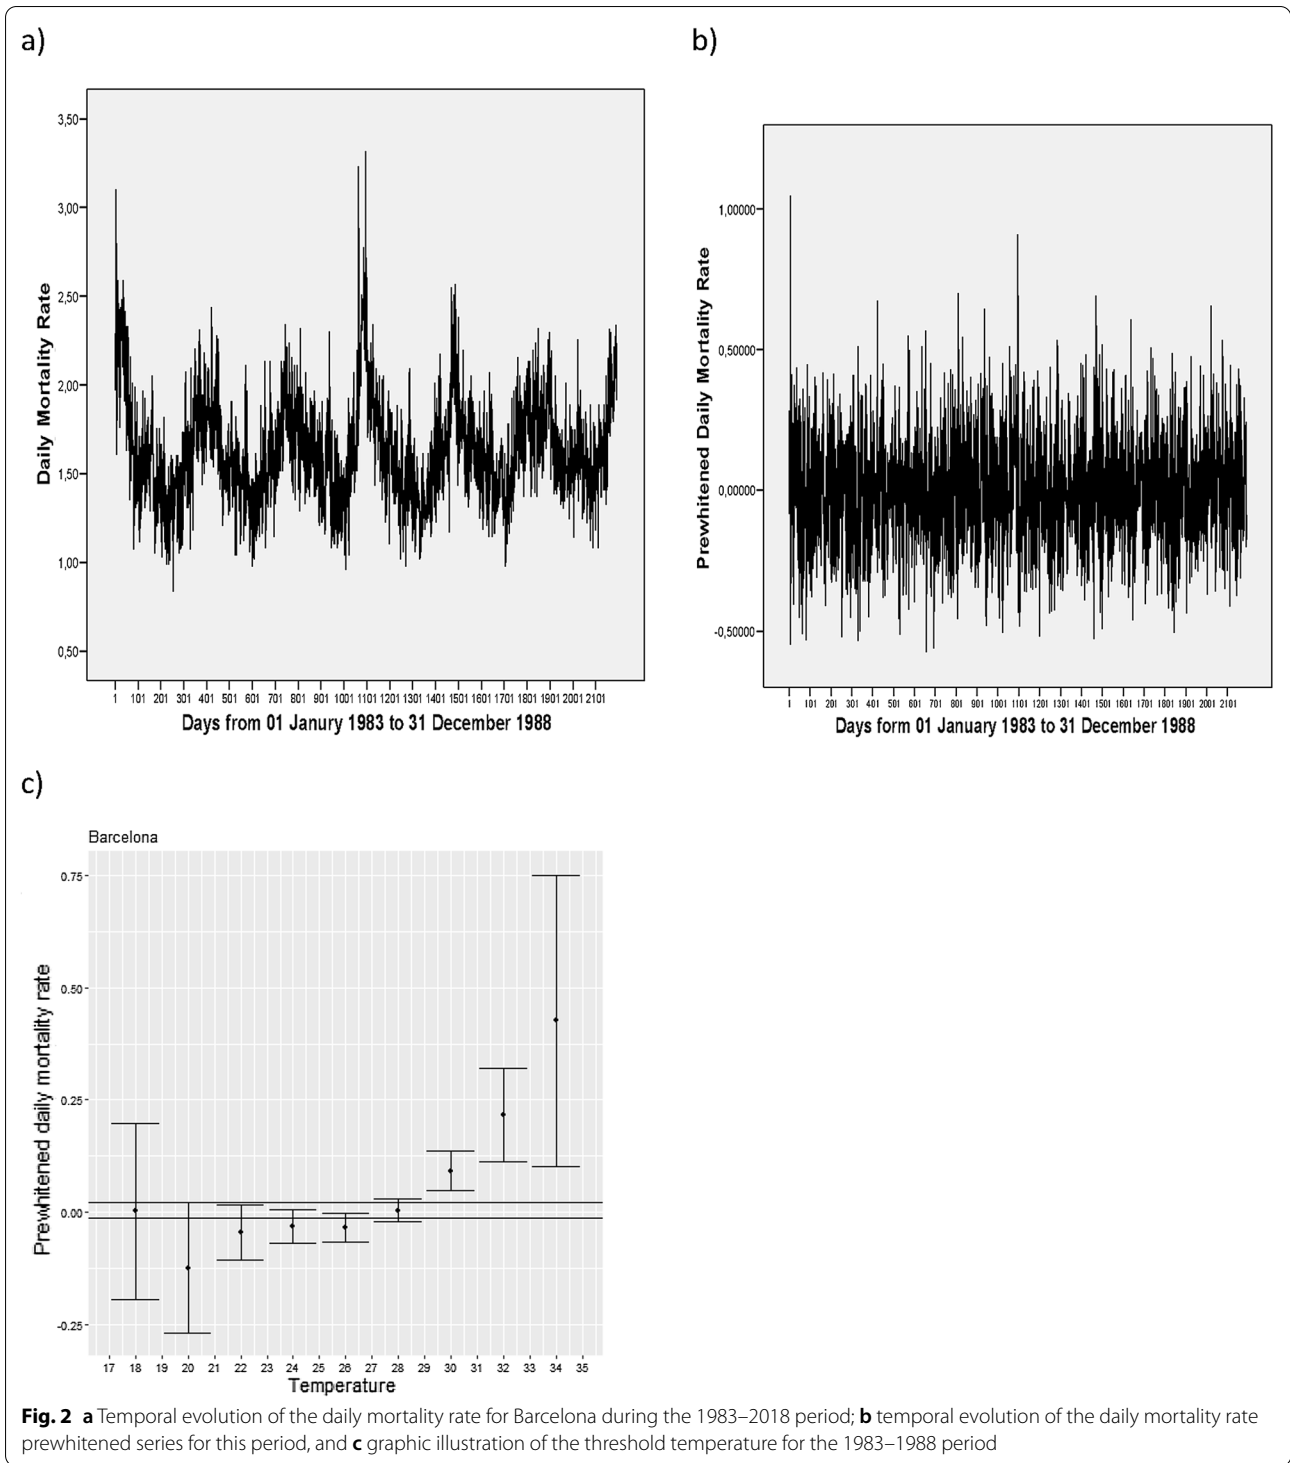 a)
3,50
3,00
2,50
2,00
1,50
1,00
0,50
Daily Mortality Rate
1 101 201 301 401 501 601 701 801 901 1001 1101 1201 1301 1401 1501 1601 1701 1801 1901 2001 2101
Days from 01 Janury 1983 to 31 December 1988
b)
1,00000
0,50000
0,00000
-0,50000
Prewhitened Daily Mortality Rate
1 101 201 301 401 501 601 701 801 901 1001 1101 1201 1301 1401 1501 1601 1701 1801 1901 2001 2101
Days form 01 January 1983 to 31 December 1988
c)
Barcelona
0.75
0.50
0.25
0.00
-0.25
Prewhitened daily mortality rate
17 18 19 20 21 22 23 24 25 26 27 28 29 30 31 32 33 34 35
Temperature
Fig. 2 a Temporal evolution of the daily mortality rate for Barcelona during the 1983–2018 period; b temporal evolution of the daily mortality rate
prewhitened series for this period, and c graphic illustration of the threshold temperature for the 1983–1988 period